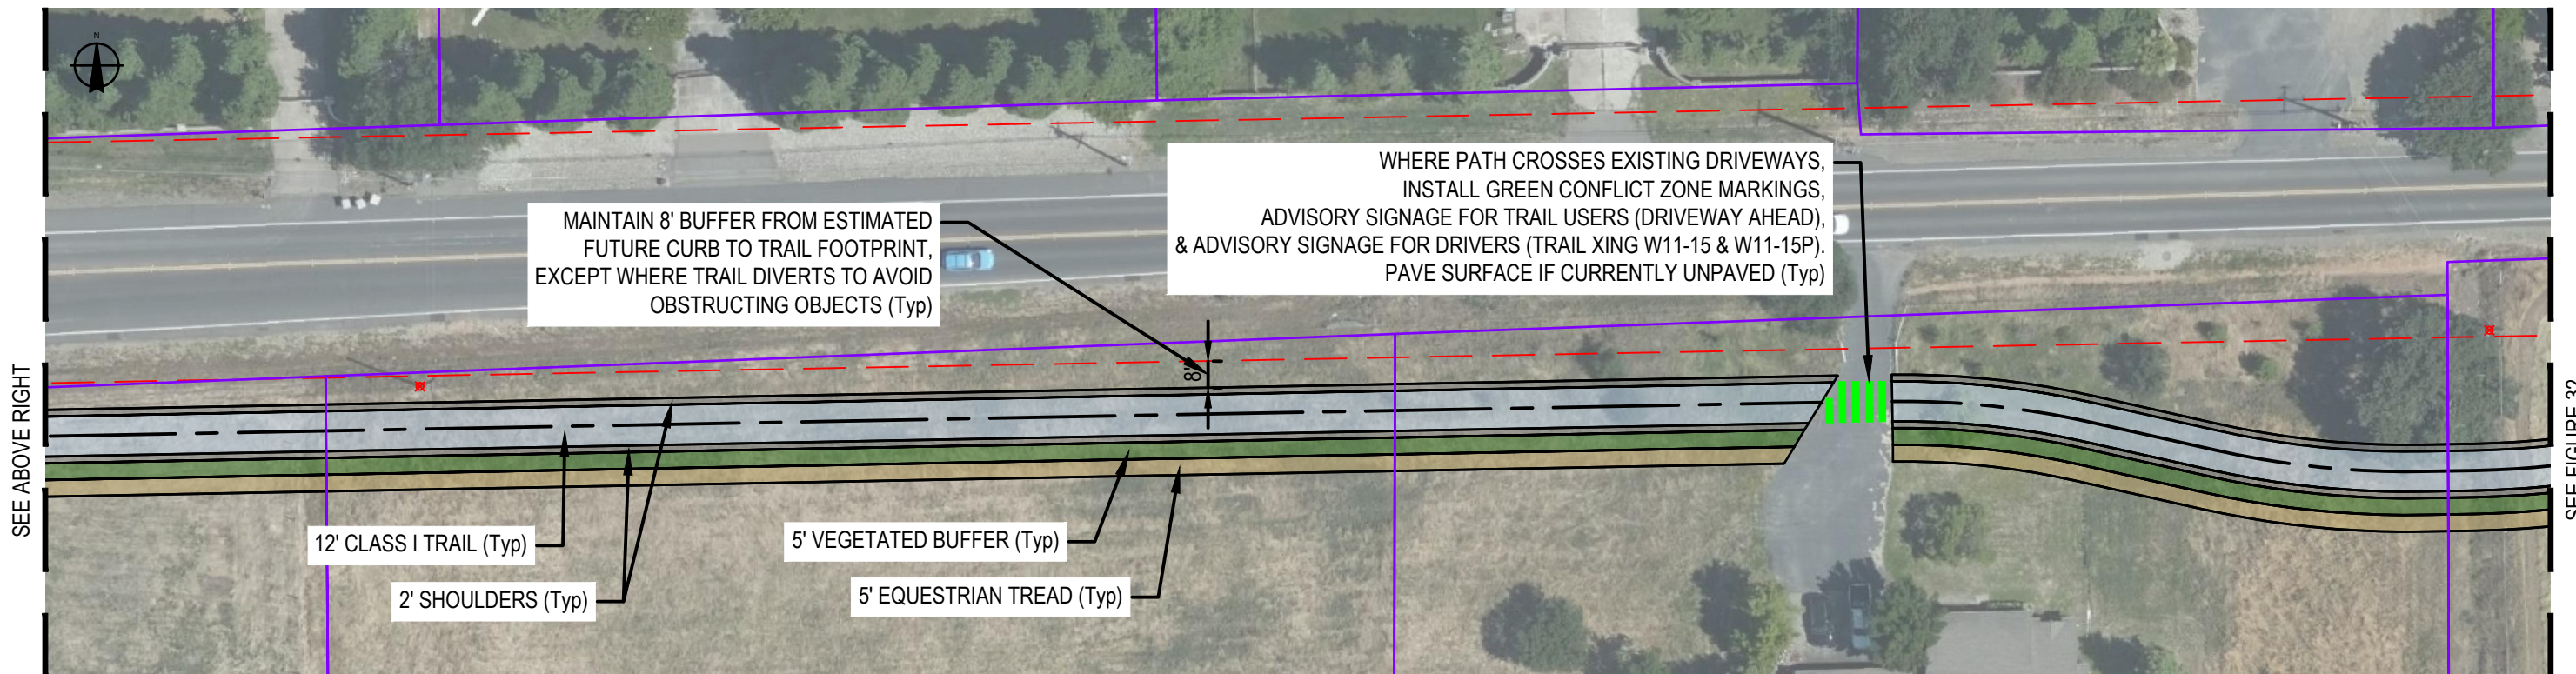 N
MAINTAIN 8' BUFFER FROM ESTIMATED
FUTURE CURB TO TRAIL FOOTPRINT,
EXCEPT WHERE TRAIL DIVERTS TO AVOID
OBSTRUCTING OBJECTS (Typ)
WHERE PATH CROSSES EXISTING DRIVEWAYS,
INSTALL GREEN CONFLICT ZONE MARKINGS,
ADVISORY SIGNAGE FOR TRAIL USERS (DRIVEWAY AHEAD),
& ADVISORY SIGNAGE FOR DRIVERS (TRAIL XING W11-15 & W11-15P).
PAVE SURFACE IF CURRENTLY UNPAVED (Typ)
SEE ABOVE RIGHT
8'
SEE FIGURE 32
12' CLASS I TRAIL (Typ)
2' SHOULDERS (Typ)
5' VEGETATED BUFFER (Typ)
5' EQUESTRIAN TREAD (Typ)